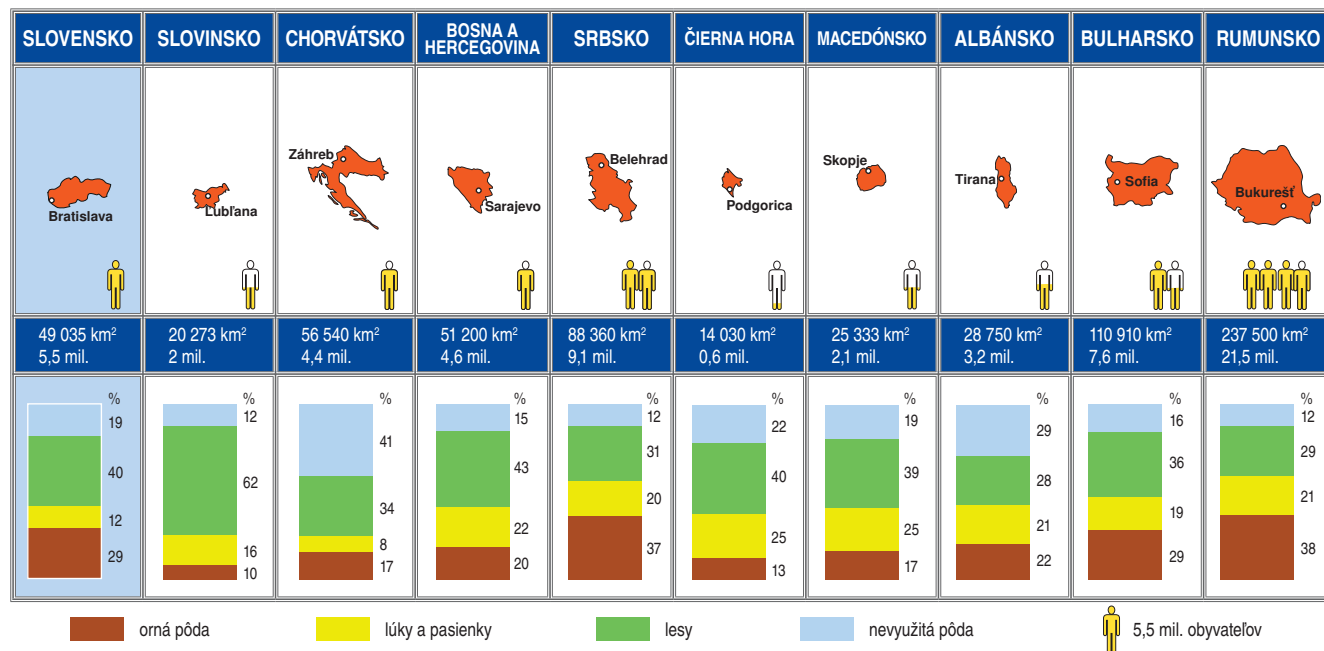 SLOVENSKO
SLOVINSKO
CHORVÁTSKO
BOSNA A
HERCEGOVINA
SRBSKO
ČIERNA HORA
MACEDÓNSKO
ALBÁNSKO
BULHARSKO
RUMUNSKO
Bratislava
Ľubľana
Záhreb
Sarajevo
Belehrad
Podgorica
Skopje
Tirana
Sofia
Bukurešť
49 035 km²
5,5 mil.
20 273 km²
2 mil.
56 540 km²
4,4 mil.
51 200 km²
4,6 mil.
88 360 km²
9,1 mil.
14 030 km²
0,6 mil.
25 333 km²
2,1 mil.
28 750 km²
3,2 mil.
110 910 km²
7,6 mil.
237 500 km²
21,5 mil.
%
19
40
12
29
%
12
62
16
10
%
41
34
8
17
%
15
43
22
20
%
12
31
20
37
%
22
40
25
13
%
19
39
25
17
%
29
28
21
22
%
16
36
19
29
%
12
29
21
38
orná pôda
lúky a pasienky
lesy
nevyužitá pôda
5,5 mil. obyvateľov